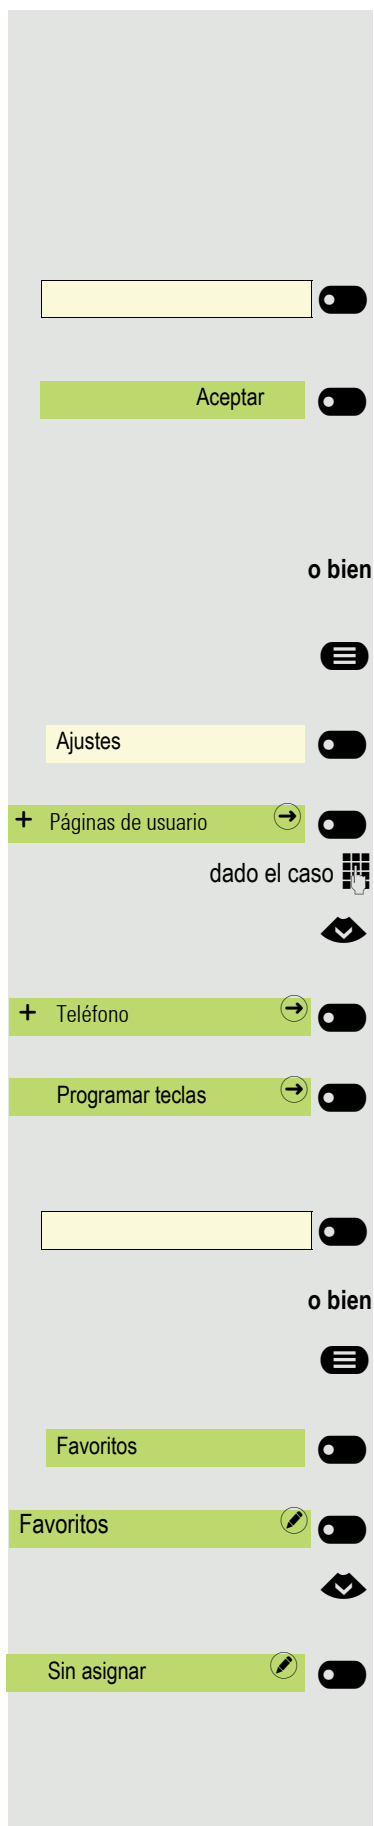 Aceptar
o bien
Ajustes
+ Páginas de usuario
dado el caso
+ Teléfono
Programar teclas
o bien
Favoritos
Favoritos
Sin asignar